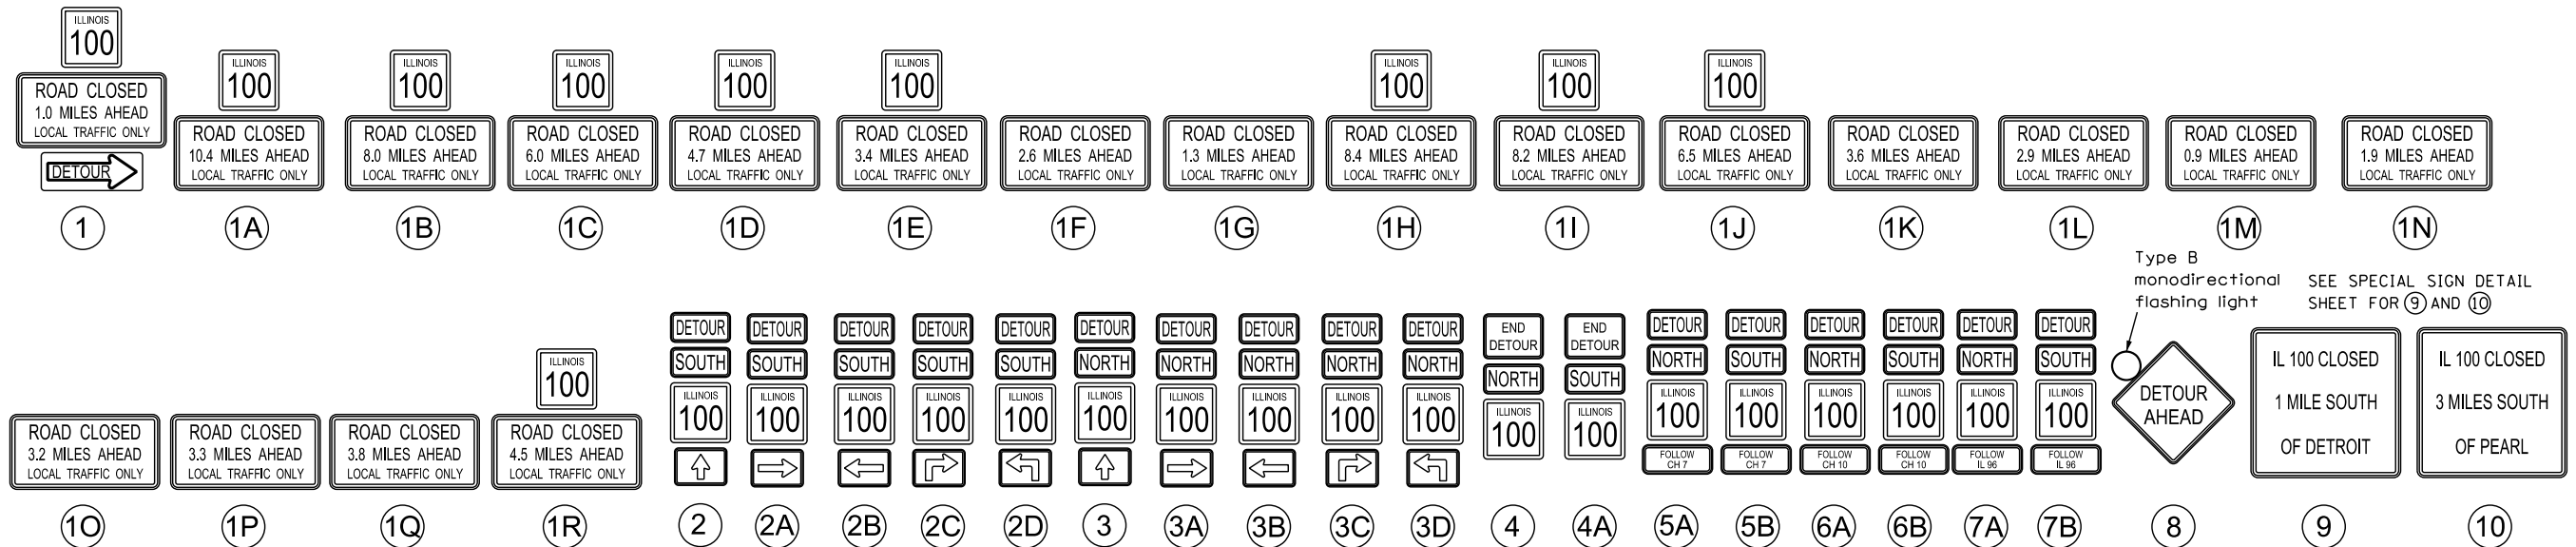 ILLINOIS
100
ROAD CLOSED
1.0 MILES AHEAD
LOCAL TRAFFIC ONLY
DETOUR
1
ILLINOIS
100
ROAD CLOSED
10.4 MILES AHEAD
LOCAL TRAFFIC ONLY
1A
ILLINOIS
100
ROAD CLOSED
8.0 MILES AHEAD
LOCAL TRAFFIC ONLY
1B
ILLINOIS
100
ROAD CLOSED
6.0 MILES AHEAD
LOCAL TRAFFIC ONLY
1C
ILLINOIS
100
ROAD CLOSED
4.7 MILES AHEAD
LOCAL TRAFFIC ONLY
1D
ILLINOIS
100
ROAD CLOSED
3.4 MILES AHEAD
LOCAL TRAFFIC ONLY
1E
ROAD CLOSED
2.6 MILES AHEAD
LOCAL TRAFFIC ONLY
1F
ROAD CLOSED
1.3 MILES AHEAD
LOCAL TRAFFIC ONLY
1G
ILLINOIS
100
ROAD CLOSED
8.4 MILES AHEAD
LOCAL TRAFFIC ONLY
1H
ILLINOIS
100
ROAD CLOSED
8.2 MILES AHEAD
LOCAL TRAFFIC ONLY
1I
ILLINOIS
100
ROAD CLOSED
6.5 MILES AHEAD
LOCAL TRAFFIC ONLY
1J
ROAD CLOSED
3.6 MILES AHEAD
LOCAL TRAFFIC ONLY
1K
ROAD CLOSED
2.9 MILES AHEAD
LOCAL TRAFFIC ONLY
1L
ROAD CLOSED
0.9 MILES AHEAD
LOCAL TRAFFIC ONLY
1M
ROAD CLOSED
1.9 MILES AHEAD
LOCAL TRAFFIC ONLY
1N
ROAD CLOSED
3.2 MILES AHEAD
LOCAL TRAFFIC ONLY
1O
ROAD CLOSED
3.3 MILES AHEAD
LOCAL TRAFFIC ONLY
1P
ROAD CLOSED
3.8 MILES AHEAD
LOCAL TRAFFIC ONLY
1Q
ILLINOIS
100
ROAD CLOSED
4.5 MILES AHEAD
LOCAL TRAFFIC ONLY
1R
DETOUR
SOUTH
ILLINOIS
100
2
DETOUR
SOUTH
ILLINOIS
100
2A
DETOUR
SOUTH
ILLINOIS
100
2B
DETOUR
SOUTH
ILLINOIS
100
2C
DETOUR
SOUTH
ILLINOIS
100
2D
DETOUR
NORTH
ILLINOIS
100
3
DETOUR
NORTH
ILLINOIS
100
3A
DETOUR
NORTH
ILLINOIS
100
3B
DETOUR
NORTH
ILLINOIS
100
3C
DETOUR
NORTH
ILLINOIS
100
3D
END
DETOUR
NORTH
ILLINOIS
100
4
END
DETOUR
SOUTH
ILLINOIS
100
4A
DETOUR
NORTH
ILLINOIS
100
FOLLOW
CH 7
5A
DETOUR
SOUTH
ILLINOIS
100
FOLLOW
CH 7
5B
DETOUR
NORTH
ILLINOIS
100
FOLLOW
CH 10
6A
DETOUR
SOUTH
ILLINOIS
100
FOLLOW
CH 10
6B
DETOUR
NORTH
ILLINOIS
100
FOLLOW
IL 96
7A
DETOUR
SOUTH
ILLINOIS
100
FOLLOW
IL 96
7B
Type B
monodirectional
flashing light
DETOUR
AHEAD
8
SEE SPECIAL SIGN DETAIL
SHEET FOR 9 AND 10
IL 100 CLOSED
1 MILE SOUTH
OF DETROIT
9
IL 100 CLOSED
3 MILES SOUTH
OF PEARL
10